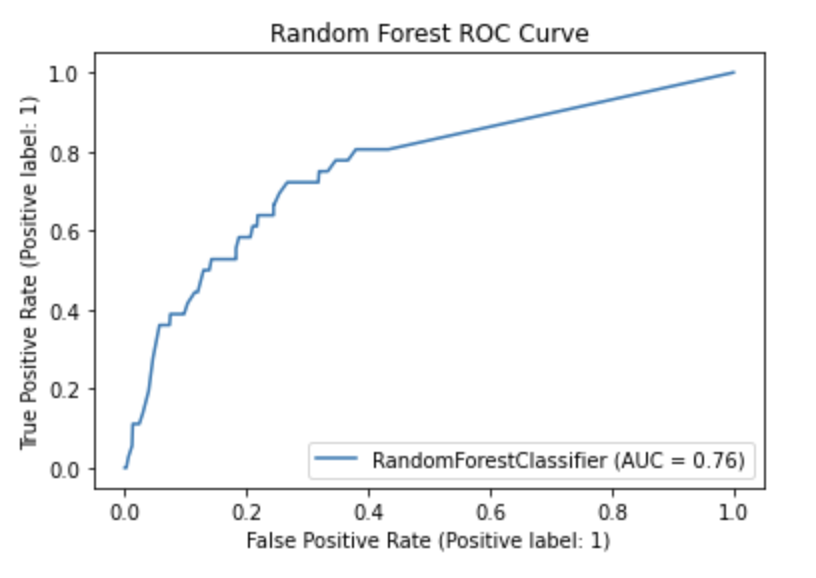 Random Forest ROC Curve
True Positive Rate (Positive label: 1)
1.0
0.8
0.6
0.4
0.2
0.0
RandomForestClassifier (AUC = 0.76)
0.0 0.2 0.4 0.6 0.8 1.0
False Positive Rate (Positive label: 1)